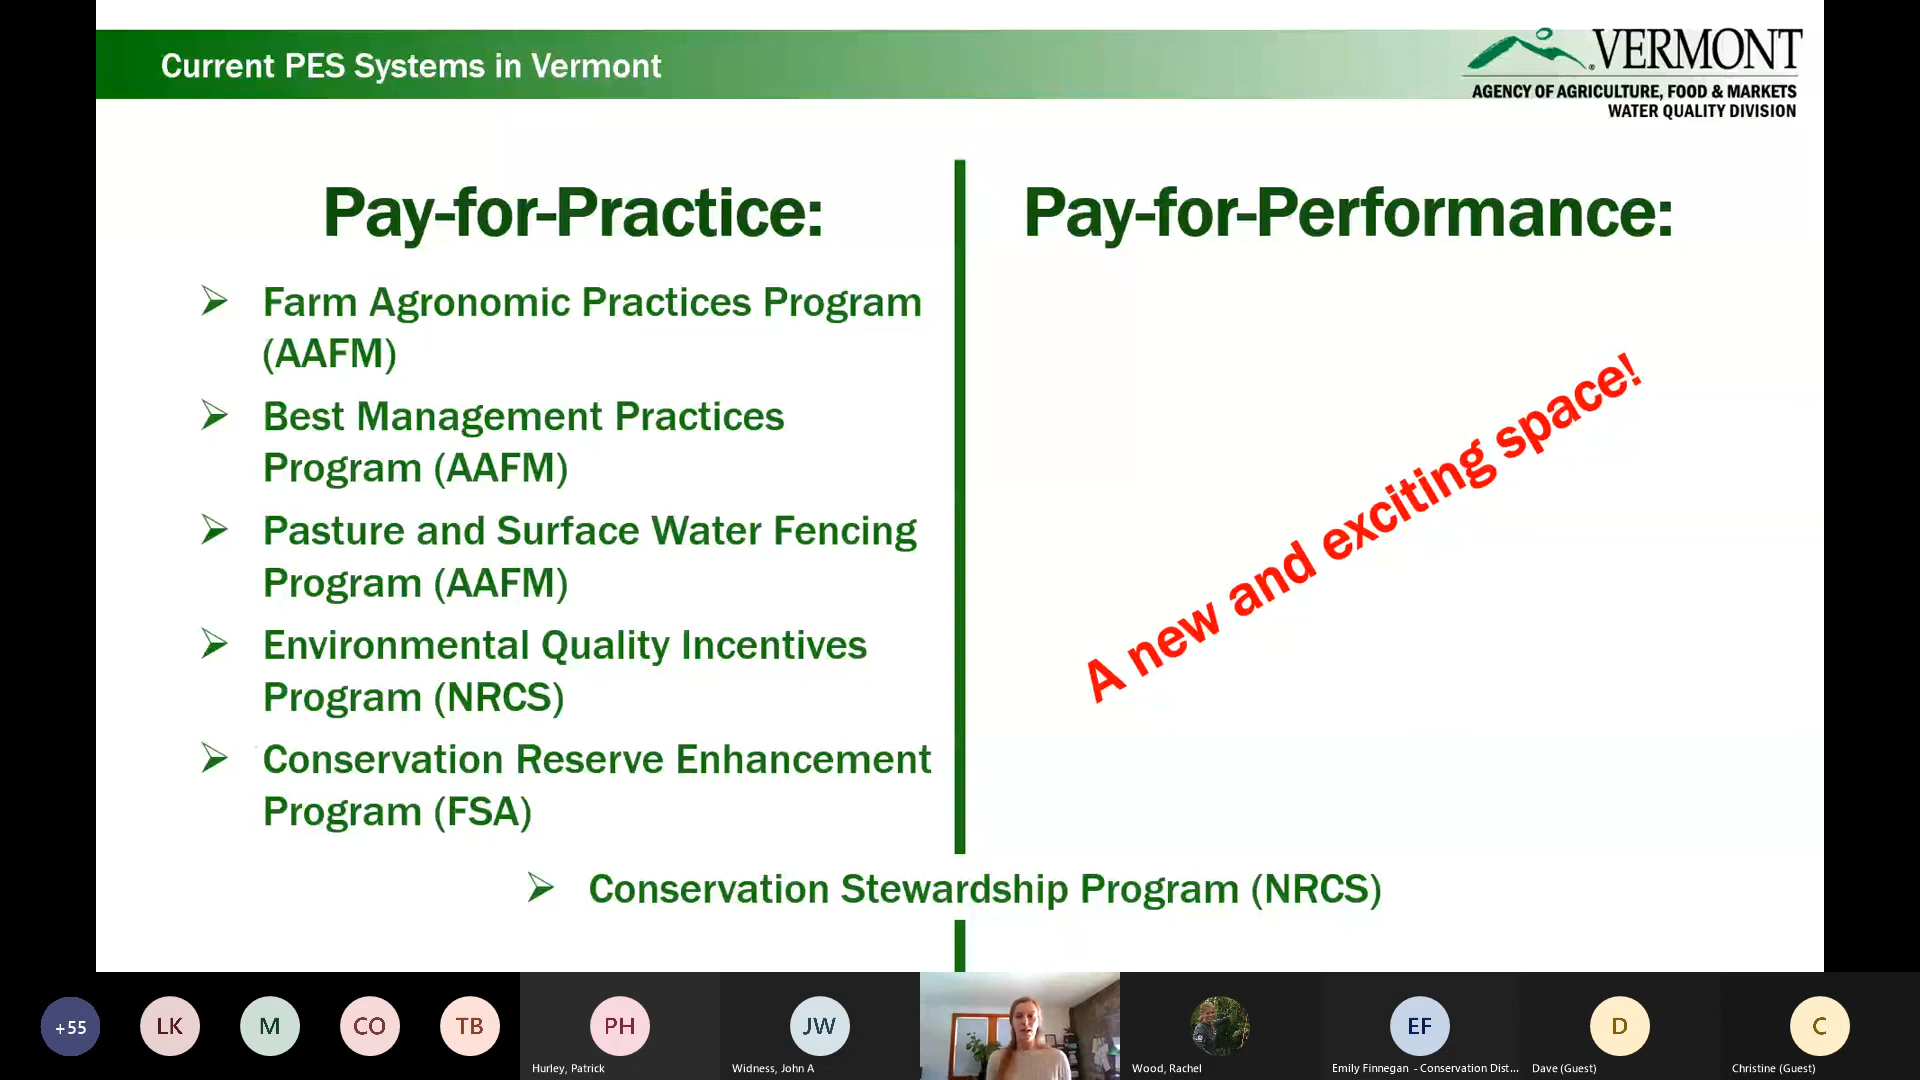 Current PES Systems in Vermont
VERMONT
AGENCY OF AGRICULTURE, FOOD & MARKETS
WATER QUALITY DIVISION
Pay-for-Practice:
Farm Agronomic Practices Program
(AAFM)
Best Management Practices
Program (AAFM)
Pasture and Surface Water Fencing
Program (AAFM)
Environmental Quality Incentives
Program (NRCS)
Conservation Reserve Enhancement
Program (FSA)
Pay-for-Performance:
A new and exciting space!
Conservation Stewardship Program (NRCS)
+55
LK
M
CO
TB
PH
Hurley, Patrick
JW
Widness, John A
Wood, Rachel
EF
Emily Finnegan - Conservation Dist...
D
Dave (Guest)
C
Christine (Guest)